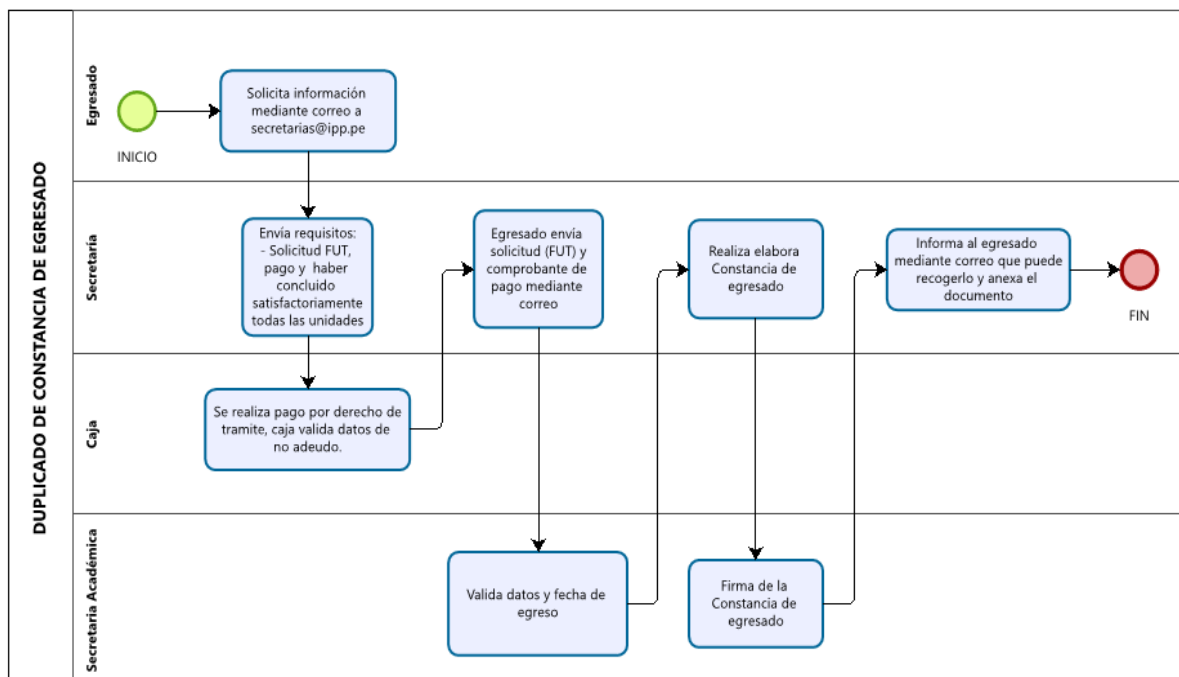 DUPLICADO DE CONSTANCIA DE EGRESADO
Egresado
INICIO
Solicita información
mediante correo a
secretarias@ipp.pe
Secretaría
Envía requisitos:
- Solicitud FUT,
pago y haber
concluido
satisfactoriamente
todas las unidades
Egresado envía
solicitud (FUT) y
comprobante de
pago mediante
correo
Realiza elabora
Constancia de
egresado
Informa al egresado
mediante correo que puede
recogerlo y anexa el
documento
FIN
Caja
Se realiza pago por derecho de
tramite, caja valida datos de
no adeudo.
Secretaria Académica
Valida datos y fecha de
egreso
Firma de la
Constancia de
egresado